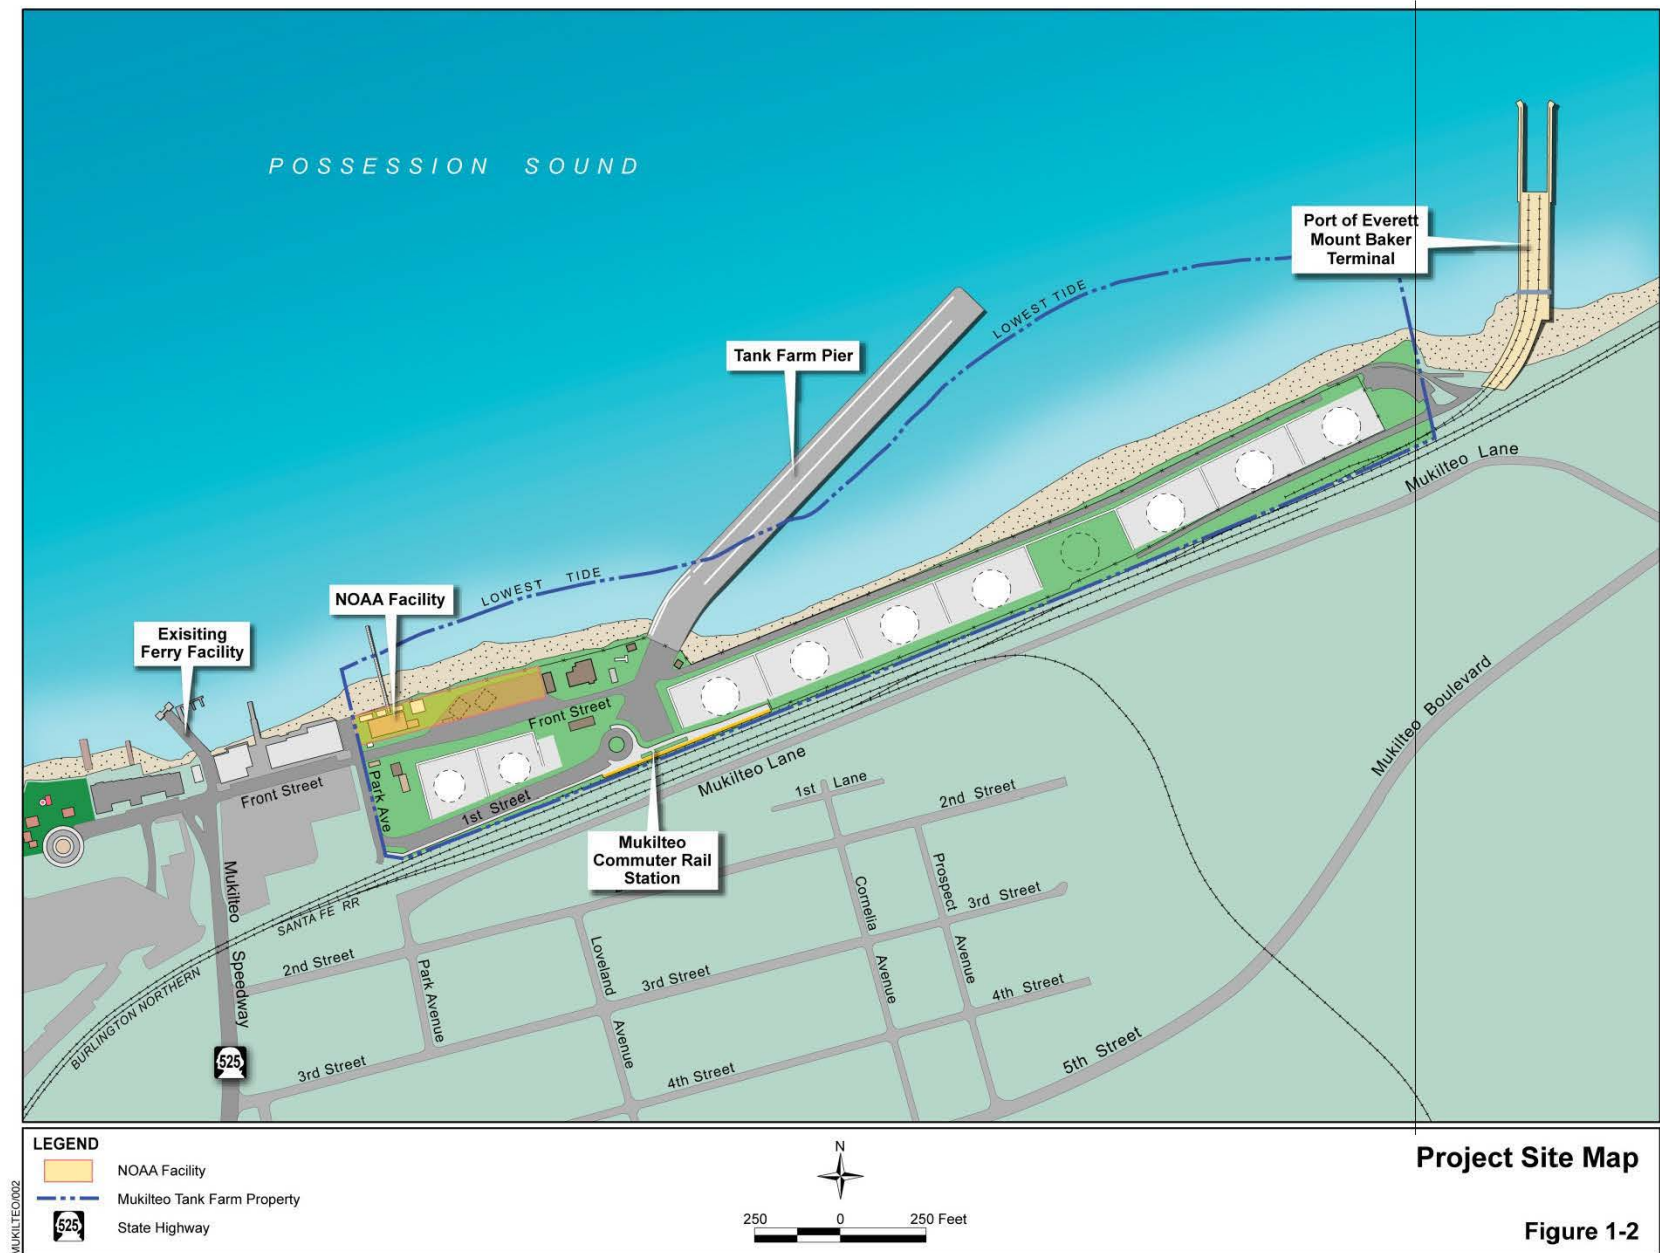 POSSESSION SOUND
Port of Everett
Mount Baker
Terminal
LOWEST TIDE
Tank Farm Pier
Mukilteo Lane
LOWEST TIDE
NOAA Facility
Exisiting
Ferry Facility
Mukilteo Boulevard
Front Street
Mukilteo Lane
Front Street
Park Ave
1st Street
1st Lane
2nd Street
Mukilteo
Commuter Rail
Station
Mukilteo Speedway
SANTA FE RR
BURLINGTON NORTHERN
Prospect Avenue
Cornelia Avenue
3rd Street
2nd Street
Loveland Avenue
Park Avenue
3rd Street
4th Street
525
3rd Street
4th Street
5th Street
LEGEND
NOAA Facility
Mukilteo Tank Farm Property
525
State Highway
MUKILTEO/002
N
250 0 250 Feet
Project Site Map
Figure 1-2